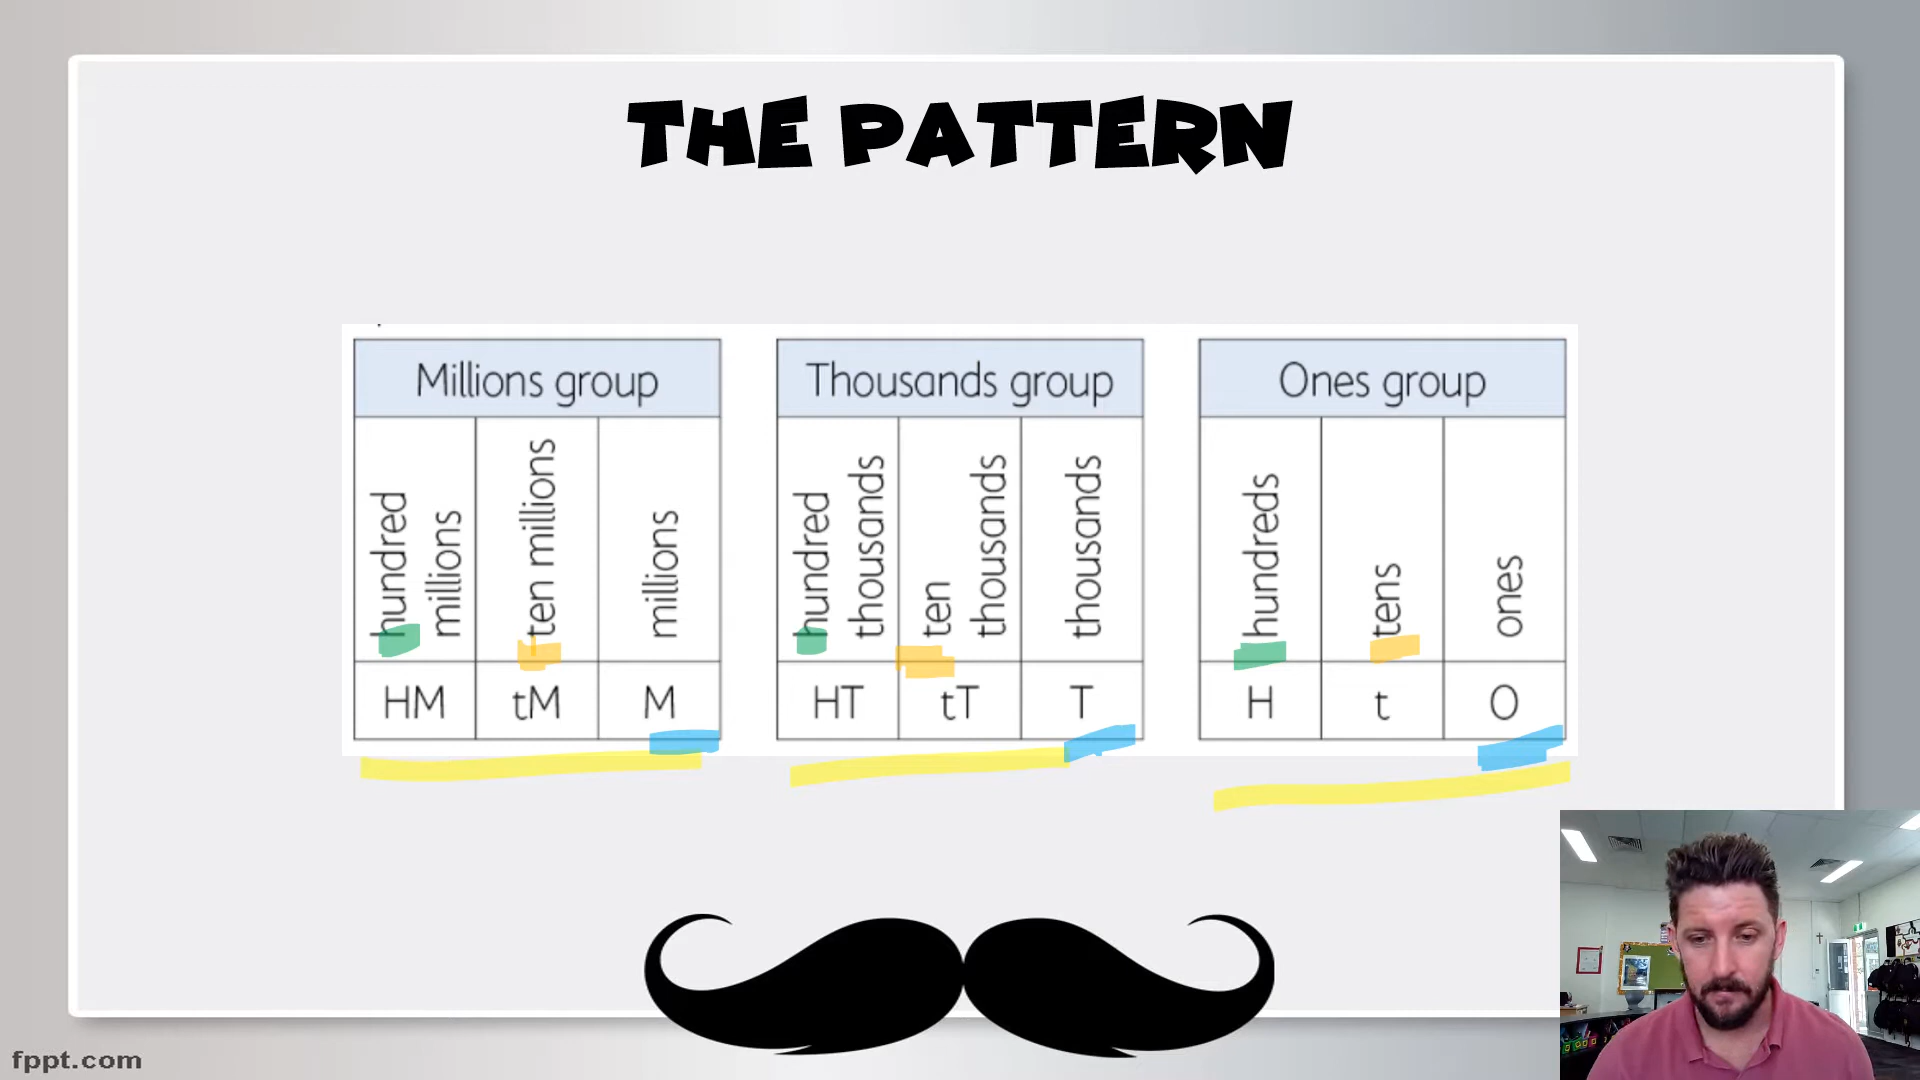 THE PATTERN
Millions group
hundred
millions
ten millions
millions
HM
tM
M
Thousands group
hundred
thousands
ten
thousands
thousands
HT
tT
T
Ones group
hundreds
tens
ones
H
t
O
fppt.com